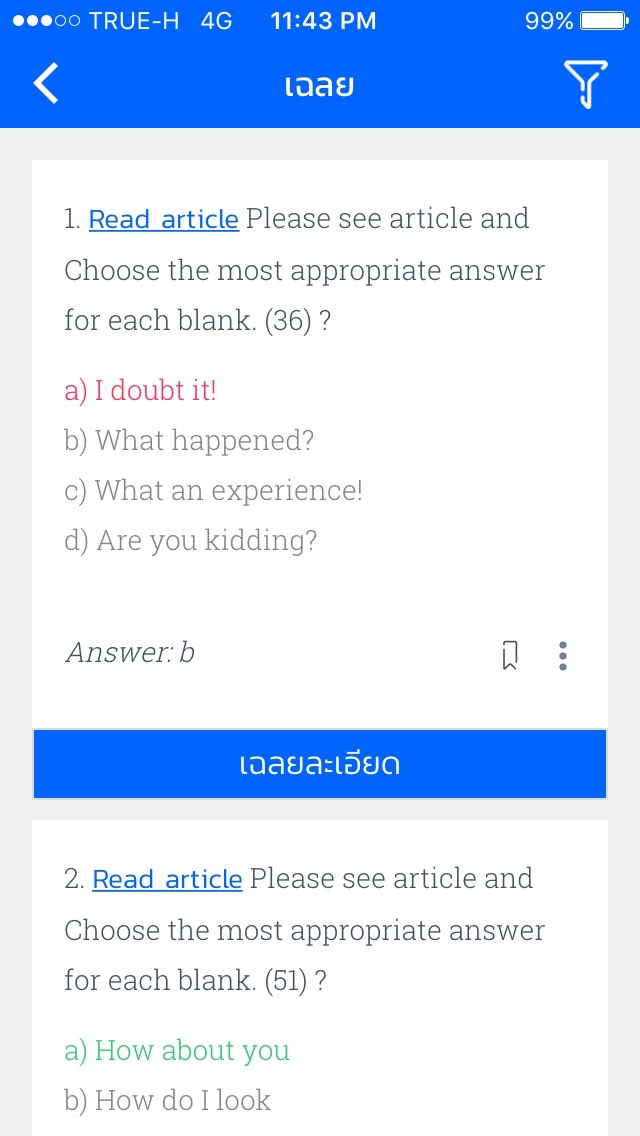 TRUE-H 4G 11:43 PM 99%
เฉลย
1. Read article Please see article and
Choose the most appropriate answer
for each blank. (36) ?
a) I doubt it!
b) What happened?
c) What an experience!
d) Are you kidding?
Answer: b
เฉลยละเอียด
2. Read article Please see article and
Choose the most appropriate answer
for each blank. (51) ?
a) How about you
b) How do I look